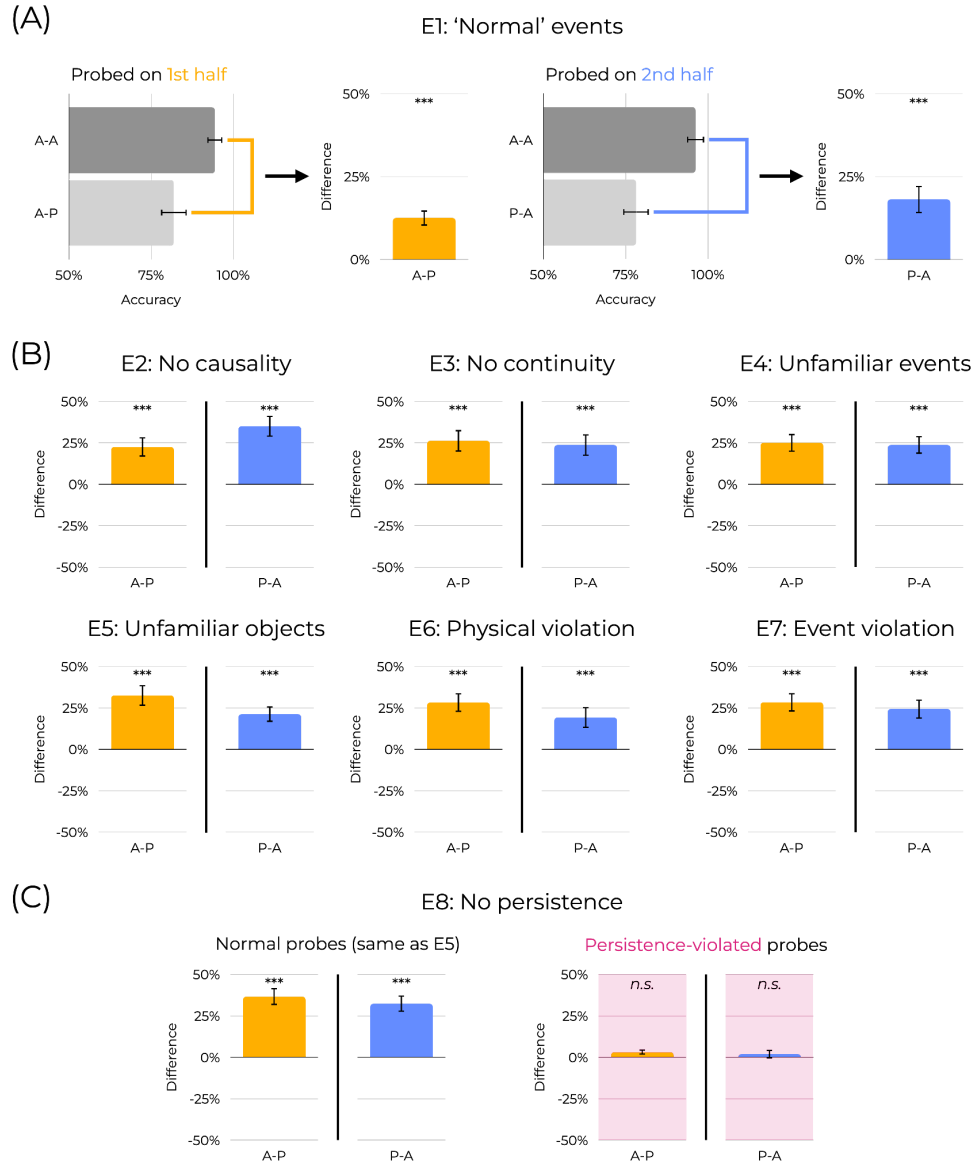 (A)
E1: ‘Normal’ events
Probed on 1st half
Probed on 2nd half
A-A
A-P
50%
75%
100%
Accuracy
50%
25%
0%
Difference
***
A-P
A-A
P-A
50%
75%
100%
Accuracy
50%
25%
0%
Difference
***
P-A
(B)
E2: No causality
50%
25%
0%
-25%
-50%
Difference
***
***
A-P
P-A
E3: No continuity
50%
25%
0%
-25%
-50%
Difference
***
***
A-P
P-A
E4: Unfamiliar events
50%
25%
0%
-25%
-50%
Difference
***
***
A-P
P-A
E5: Unfamiliar objects
50%
25%
0%
-25%
-50%
Difference
***
***
A-P
P-A
E6: Physical violation
50%
25%
0%
-25%
-50%
Difference
***
***
A-P
P-A
E7: Event violation
50%
25%
0%
-25%
-50%
Difference
***
***
A-P
P-A
(C)
E8: No persistence
Normal probes (same as E5)
50%
25%
0%
-25%
-50%
Difference
***
***
A-P
P-A
Persistence-violated probes
50%
25%
0%
-25%
-50%
Difference
n.s.
n.s.
A-P
P-A